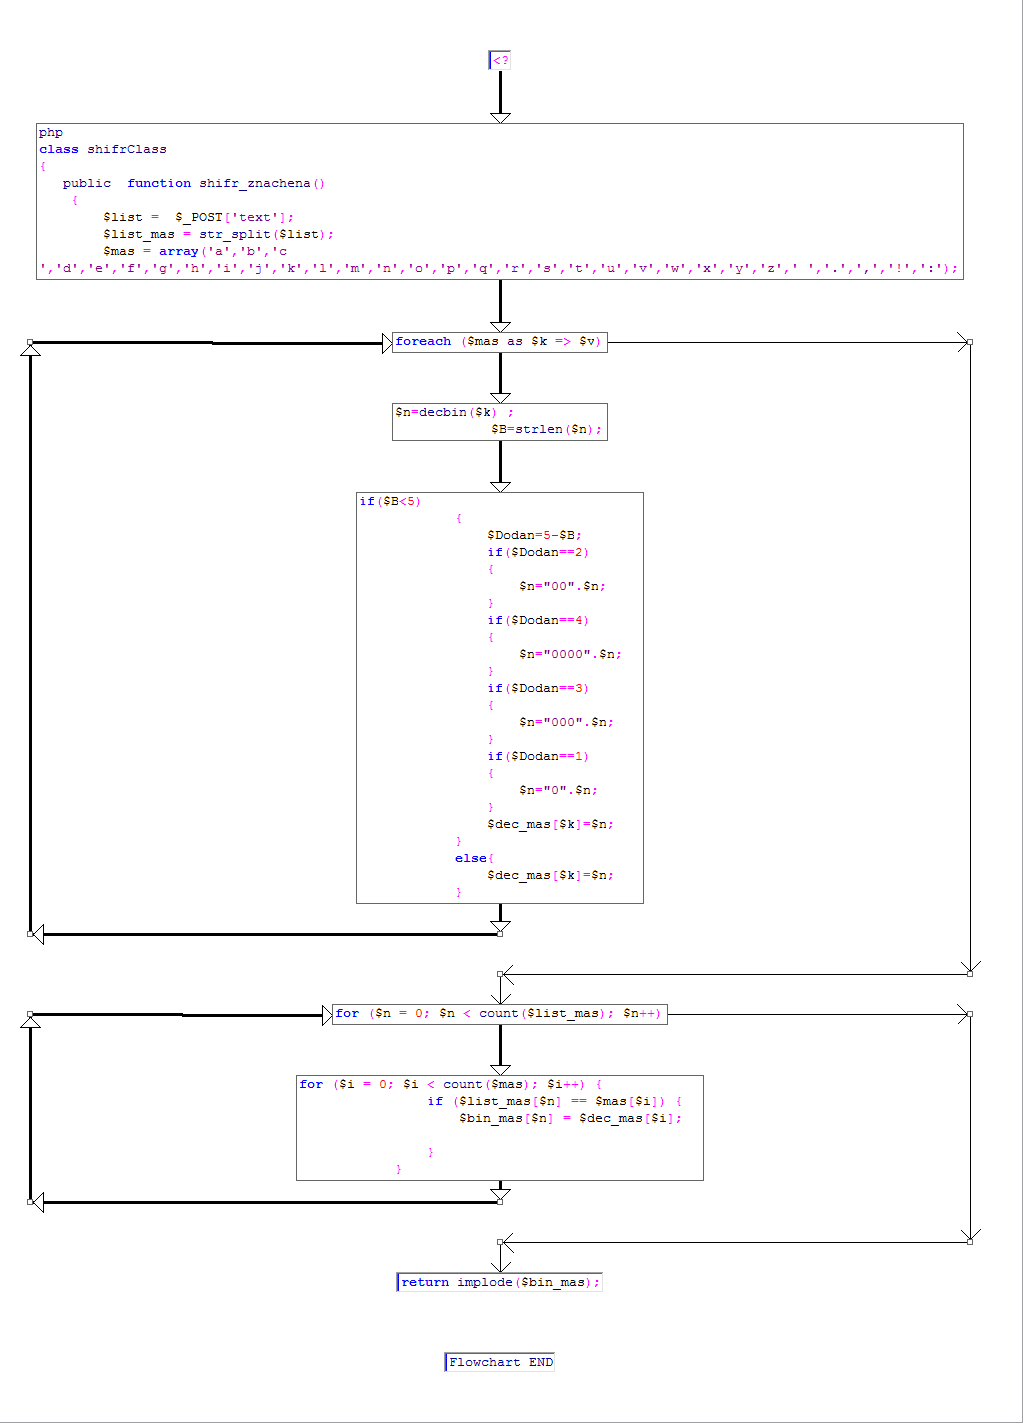 <?
php
class shifrClass
{
public function shifr_znachena()
{
$list = $_POST['text'];
$list_mas = str_split($list);
$mas = array('a','b','c
','d','e','f','g','h','i','j','k','l','m','n','o','p','q','r','s','t','u','v','w','x','y','z',' ','.',',','!',':');
foreach ($mas as $k => $v)
$n=decbin($k) ;
$B=strlen($n);
if($B<5)
{
$Dodan=5-$B;
if($Dodan==2)
{
$n="00".$n;
}
if($Dodan==4)
{
$n="0000".$n;
}
if($Dodan==3)
{
$n="000".$n;
}
if($Dodan==1)
{
$n="0".$n;
}
$dec_mas[$k]=$n;
}
else{
$dec_mas[$k]=$n;
}
for ($n = 0; $n < count($list_mas); $n++)
for ($i = 0; $i < count($mas); $i++) {
if ($list_mas[$n] == $mas[$i]) {
$bin_mas[$n] = $dec_mas[$i];
}
}
return implode($bin_mas);
Flowchart END